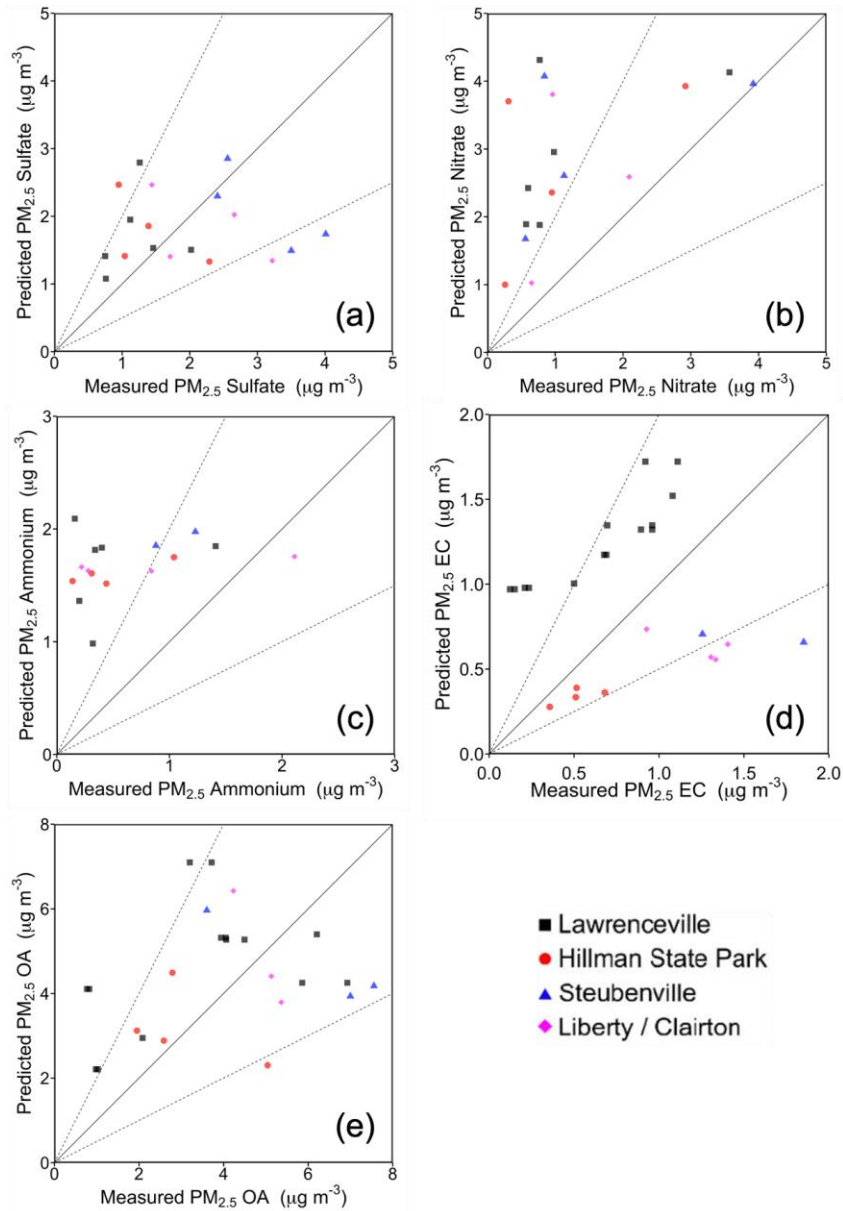 5
4
3
2
1
0
0 1 2 3 4 5
Predicted PM2.5 Sulfate (μg m-3)
Measured PM2.5 Sulfate (μg m-3)
(a)
5
4
3
2
1
0
0 1 2 3 4 5
Predicted PM2.5 Nitrate (μg m-3)
Measured PM2.5 Nitrate (μg m-3)
(b)
3
2
1
0
0 1 2 3
Predicted PM2.5 Ammonium (μg m-3)
Measured PM2.5 Ammonium (μg m-3)
(c)
2.0
1.5
1.0
0.5
0.0
0.0 0.5 1.0 1.5 2.0
Predicted PM2.5 EC (μg m-3)
Measured PM2.5 EC (μg m-3)
(d)
8
6
4
2
0
0 2 4 6 8
Predicted PM2.5 OA (μg m-3)
Measured PM2.5 OA (μg m-3)
(e)
Lawrenceville
Hillman State Park
Steubenville
Liberty / Clairton